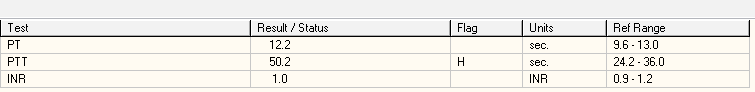 Test Result / Status Flag Units Ref Range
PT 12.2 sec. 9.6 - 13.0
PTT 50.2 H sec. 24.2 - 36.0
INR 1.0 INR 0.9 - 1.2